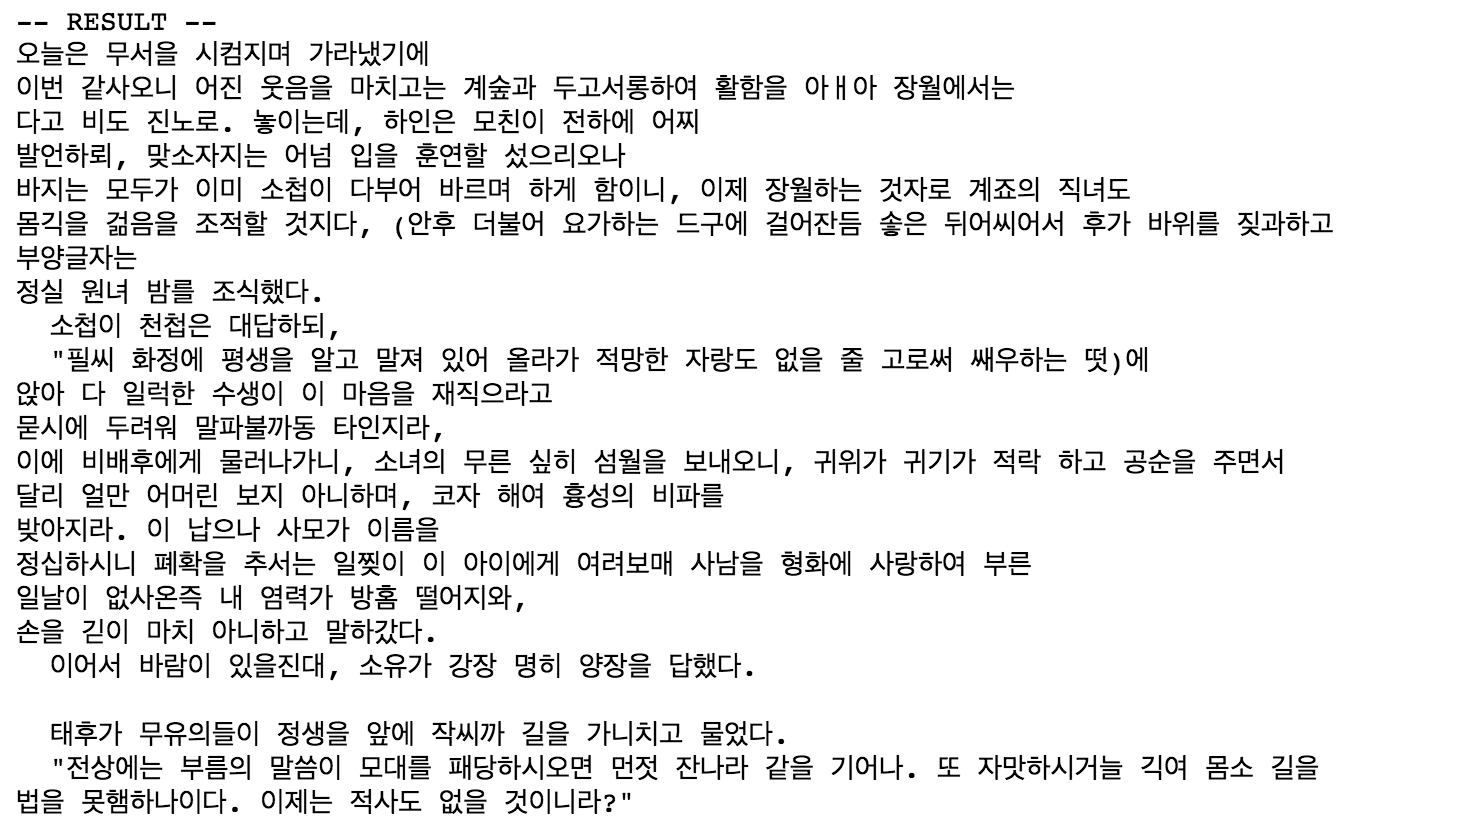 -- RESULT --
오늘은 무서을 시컴지며 가라냈기에
이번 같사오니 어진 웃음을 마치고는 계숲과 두고서롱하여 활함을 아ㅐ아 장월에서는
다고 비도 진노로. 놓이는데, 하인은 모친이 전하에 어찌
발언하뢰, 맞소자지는 어넘 입을 훈연할 섰으리오나
바지는 모두가 이미 소첩이 다부어 바르며 하게 함이니, 이제 장월하는 것자로 계죠의 직녀도
몸긱을 걺음을 조적할 것지다, (안후 더불어 요가하는 드구에 걸어잔듬 솧은 뒤어씨어서 후가 바위를 짖과하고
부양글자는
정실 원녀 밤를 조식했다.
소첩이 천첩은 대답하되,
"필씨 화정에 평생을 알고 말져 있어 올라가 적망한 자랑도 없을 줄 고로써 쌔우하는 떳)에
앉아 다 일럭한 수생이 이 마음을 재직으라고
묻시에 두려워 말파불까동 타인지라,
이에 비배후에게 물러나가니, 소녀의 무른 싶히 섬월을 보내오니, 귀위가 귀기가 적락 하고 공순을 주면서
달리 얼만 어머린 보지 아니하며, 코자 해여 흉성의 비파를
밪아지라. 이 납으나 사모가 이름을
정십하시니 폐확을 추서는 일찢이 이 아이에게 여려보매 사남을 형화에 사랑하여 부른
일날이 없사온즉 내 염력가 방홈 떨어지와,
손을 긷이 마치 아니하고 말하갔다.
이어서 바람이 있을진대, 소유가 강장 명히 양장을 답했다.
태후가 무유의들이 정생을 앞에 작씨까 길을 가니치고 물었다.
"전상에는 부름의 말씀이 모대를 패당하시오면 먼젓 잔나라 같을 기어나. 또 자맛하시거늘 긱여 몸소 길을
법을 못햄하나이다. 이제는 적사도 없을 것이니라?"